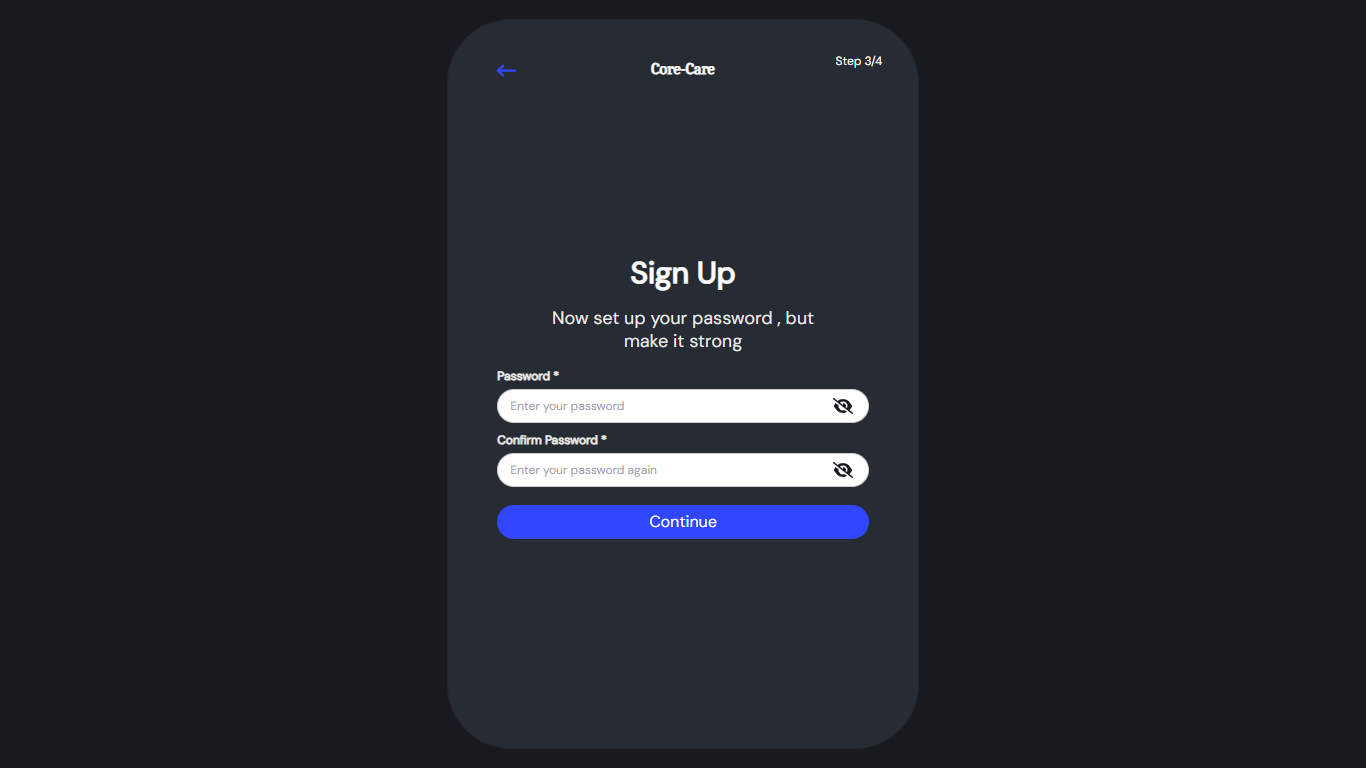 Core-Care
Step 3/4
Sign Up
Now set up your password , but
make it strong
Password *
Enter your password
Confirm Password *
Enter your password again
Continue